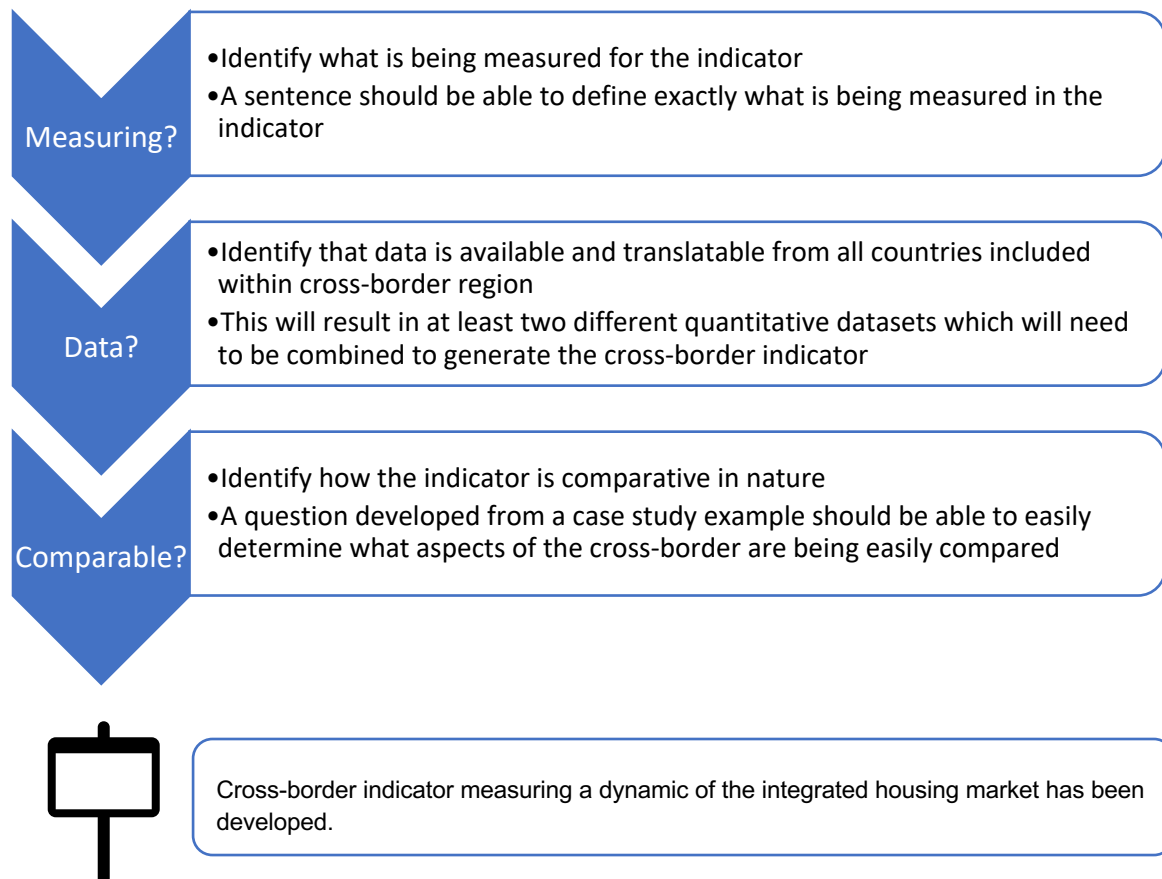 Measuring?
•Identify what is being measured for the indicator
•A sentence should be able to define exactly what is being measured in the
indicator
Data?
•Identify that data is available and translatable from all countries included
within cross-border region
•This will result in at least two different quantitative datasets which will need
to be combined to generate the cross-border indicator
Comparable?
•Identify how the indicator is comparative in nature
•A question developed from a case study example should be able to easily
determine what aspects of the cross-border are being easily compared
Cross-border indicator measuring a dynamic of the integrated housing market has been
developed.